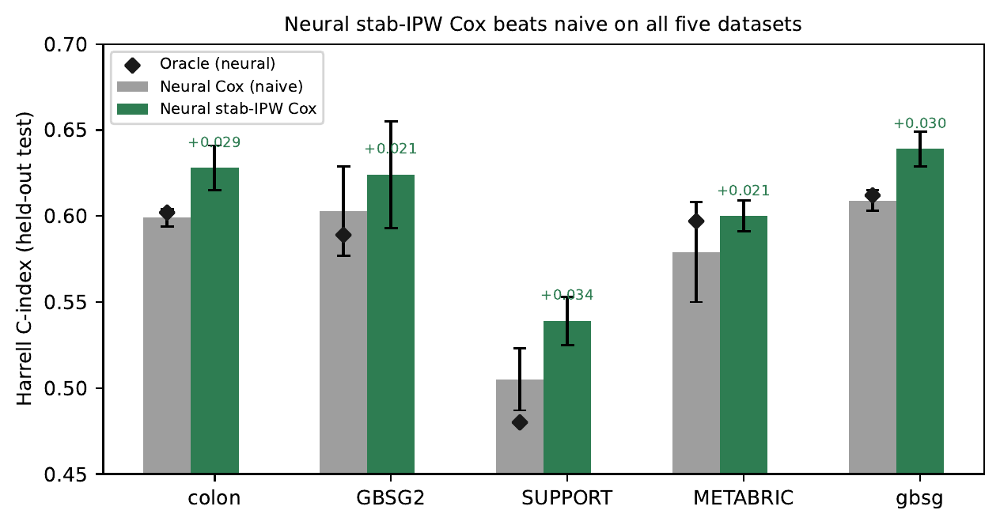 Neural stab-IPW Cox beats naive on all five datasets
Harrell C-index (held-out test)
0.70
0.65
0.60
0.55
0.50
0.45
Oracle (neural)
Neural Cox (naive)
Neural stab-IPW Cox
+0.029
+0.021
+0.034
+0.021
+0.030
colon
GBSG2
SUPPORT
METABRIC
gbsg